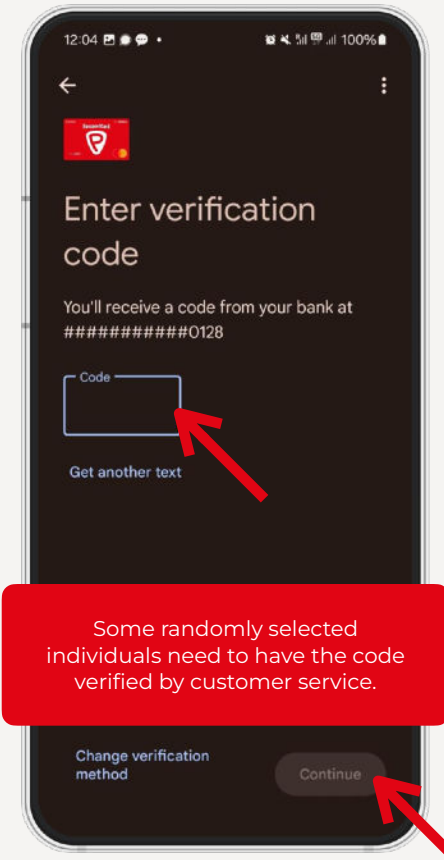 12:04
100%
Enter verification
code
You'll receive a code from your bank at
###########0128
Code
Get another text
Some randomly selected
individuals need to have the code
verified by customer service.
Change verification
method
Continue